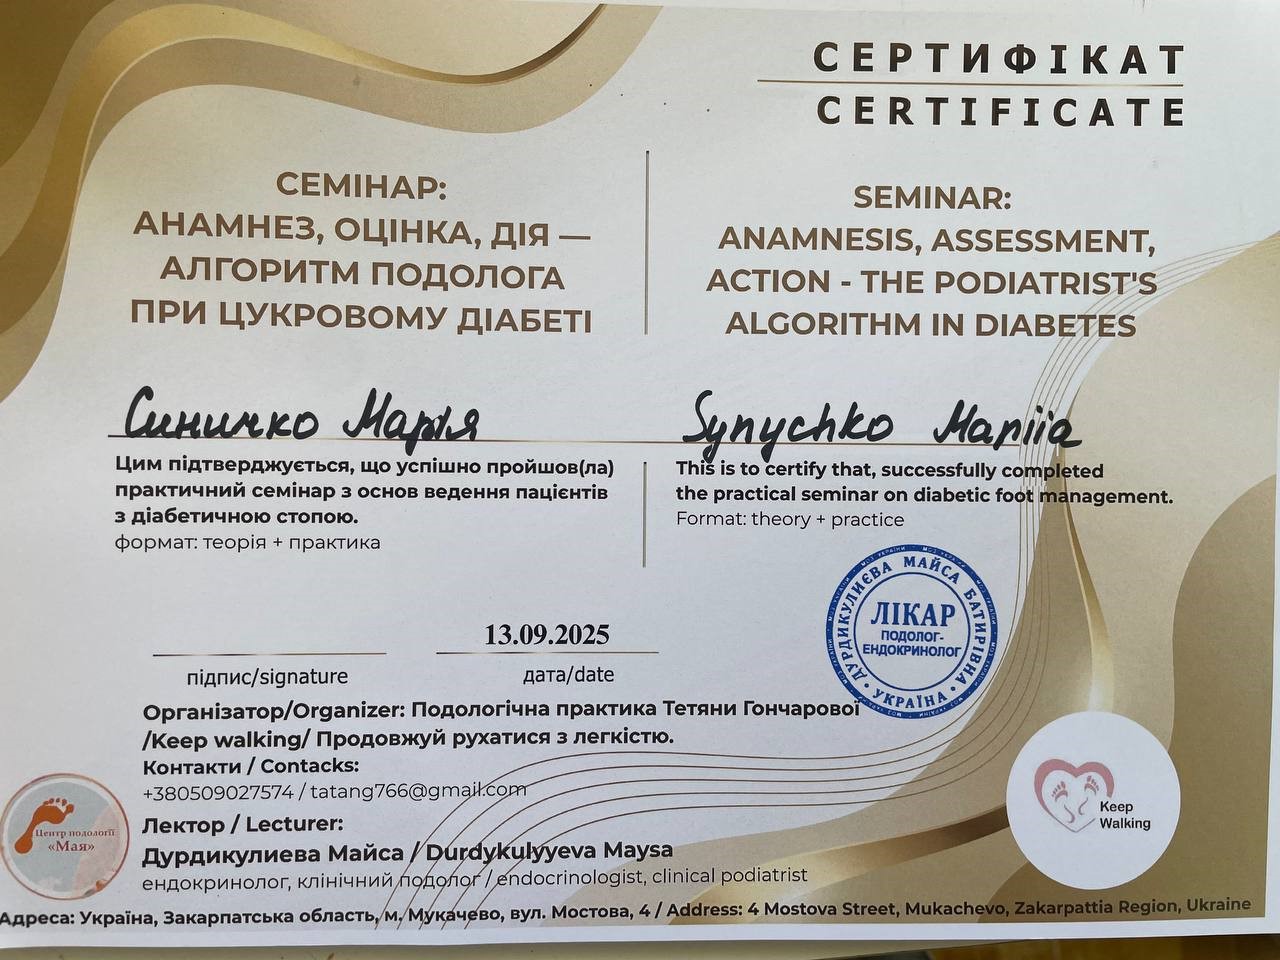 СЕРТИФІКАТ
CERTIFICATE
СЕМІНАР:
АНАМНЕЗ, ОЦІНКА, ДІЯ —
АЛГОРИТМ ПОДОЛОГА
ПРИ ЦУКРОВОМУ ДІАБЕТІ
SEMINAR:
ANAMNESIS, ASSESSMENT,
ACTION - THE PODIATRIST'S
ALGORITHM IN DIABETES
Синичко Марія
Synychko Mapiia
Цим підтверджується, що успішно пройшов(ла)
практичний семінар з основ ведення пацієнтів
з діабетичною стопою.
формат: теорія + практика
This is to certify that, successfully completed
the practical seminar on diabetic foot management.
Format: theory + practice
13.09.2025
підпис/signature
дата/date
ДУРДИКУЛИЄВА МАЙСА БАТИРІВНА
ЛІКАР
ПОДОЛОГ-
ЕНДОКРИНОЛОГ
• УКРАЇНА •
Організатор/Organizer: Подологічна практика Тетяни Гончарової
/Keep walking/ Продовжуй рухатися з легкістю.
Контакти / Contacks:
+380509027574 / tatang766@gmail.com
Лектор / Lecturer:
Дурдикулиева Майса / Durdykulyyeva Maysa
ендокринолог, клінічний подолог / endocrinologist, clinical podiatrist
Центр подології
«Мая»
Keep
Walking
Адреса: Україна, Закарпатська область, м. Мукачево, вул. Мостова, 4 / Address: 4 Mostova Street, Mukachevo, Zakarpattia Region, Ukraine